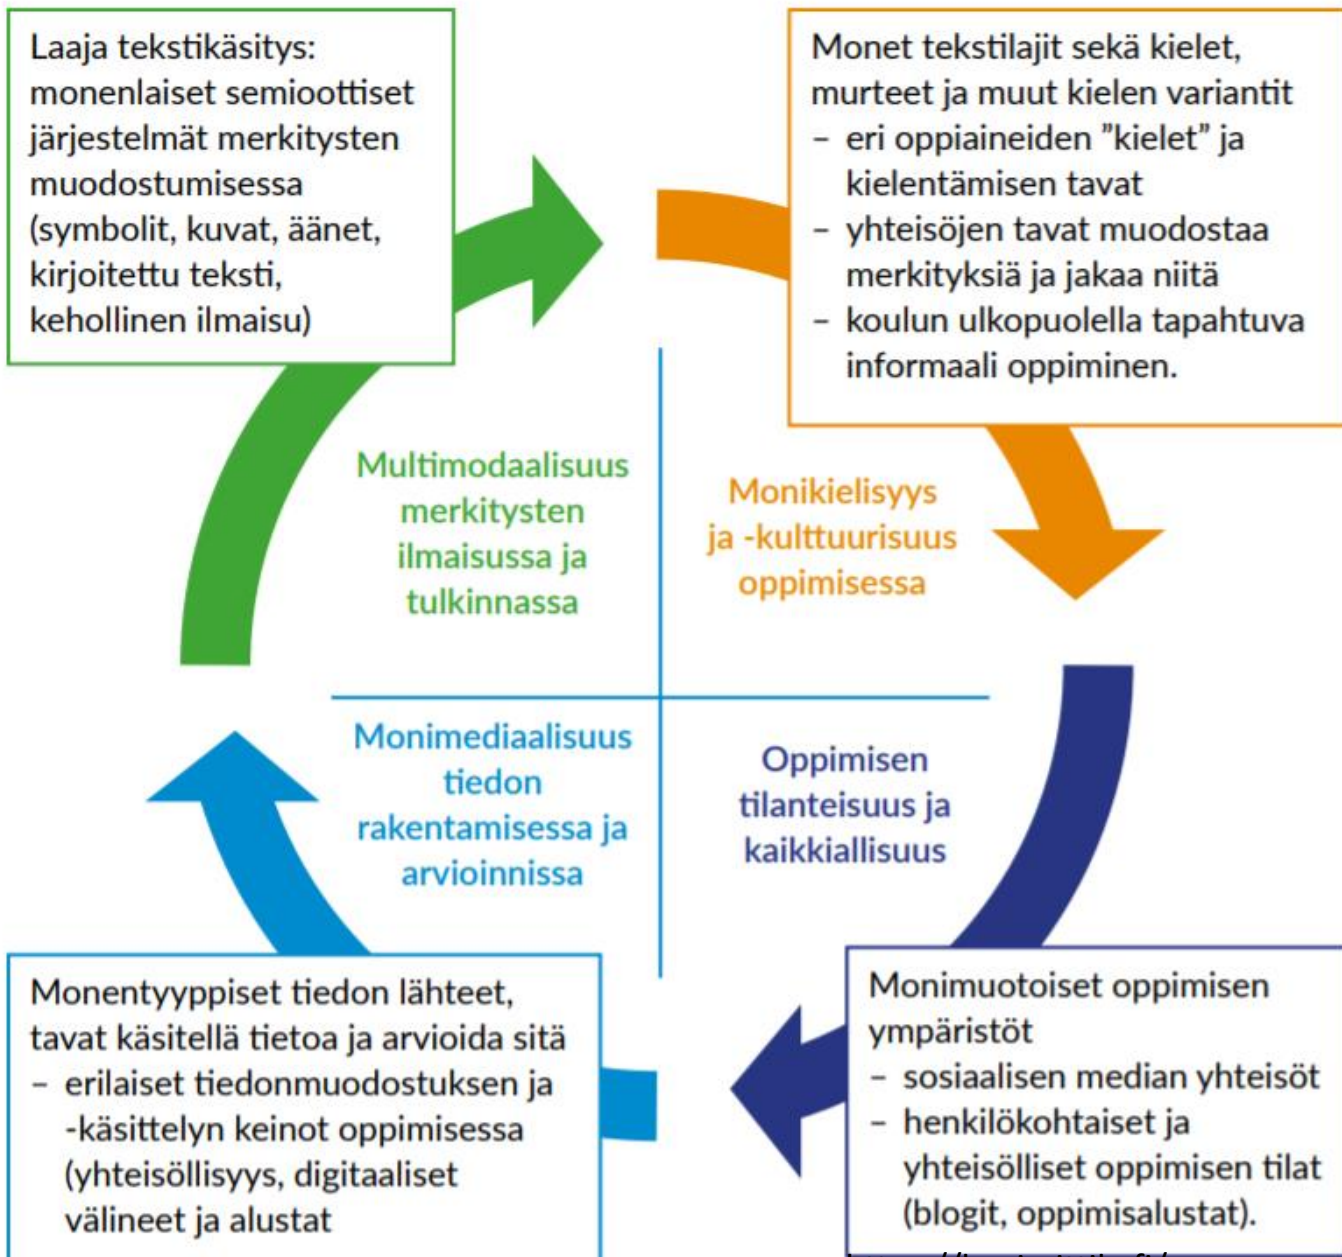 Laaja tekstikäsitys:
monenlaiset semioottiset
järjestelmät merkitysten
muodostumisessa
(symbolit, kuvat, äänet,
kirjoitettu teksti,
kehollinen ilmaisu)
Monet tekstilajit sekä kielet,
murteet ja muut kielen variantit
– eri oppiaineiden ”kielet” ja
kielentämisen tavat
– yhteisöjen tavat muodostaa
merkityksiä ja jakaa niitä
– koulun ulkopuolella tapahtuva
informaali oppiminen.
Multimodaalisuus
merkitysten
ilmaisussa ja
tulkinnassa
Monikielisyys
ja -kulttuurisuus
oppimisessa
Monimediaalisuus
tiedon
rakentamisessa ja
arvioinnissa
Oppimisen
tilanteisuus ja
kaikkiallisuus
Monentyyppiset tiedon lähteet,
tavat käsitellä tietoa ja arvioida sitä
– erilaiset tiedonmuodostuksen ja
-käsittelyn keinot oppimisessa
(yhteisöllisyys, digitaaliset
välineet ja alustat
Monimuotoiset oppimisen
ympäristöt
– sosiaalisen median yhteisöt
– henkilökohtaiset ja
yhteisölliset oppimisen tilat
(blogit, oppimisalustat).